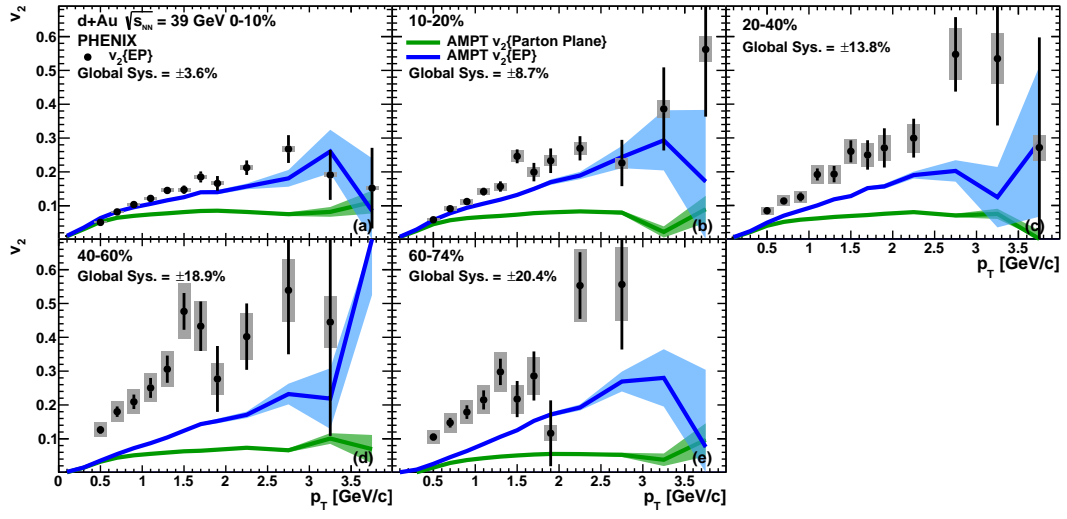 v₂
d+Au √s_NN = 39 GeV 0-10%
PHENIX
v₂{EP}
Global Sys. = ±3.6%
(a)
0.6
0.5
0.4
0.3
0.2
0.1
10-20%
AMPT v₂{Parton Plane}
AMPT v₂{EP}
Global Sys. = ±8.7%
(b)
20-40%
Global Sys. = ±13.8%
(c)
0.5 1 1.5 2 2.5 3 3.5 4
p_T [GeV/c]
v₂
40-60%
Global Sys. = ±18.9%
(d)
0.6
0.5
0.4
0.3
0.2
0.1
0 0.5 1 1.5 2 2.5 3 3.5
p_T [GeV/c]
60-74%
Global Sys. = ±20.4%
(e)
0.5 1 1.5 2 2.5 3 3.5 4
p_T [GeV/c]